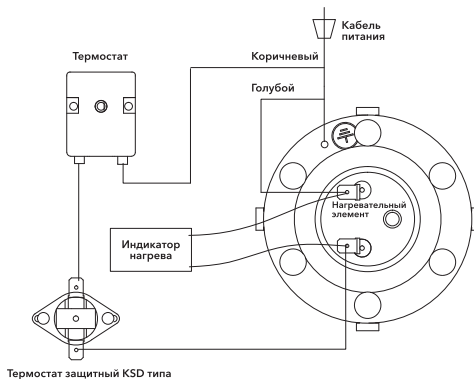 Кабель
питания
Термостат
Коричневый
Голубой
Нагревательный
элемент
Индикатор
нагрева
Термостат защитный KSD типа